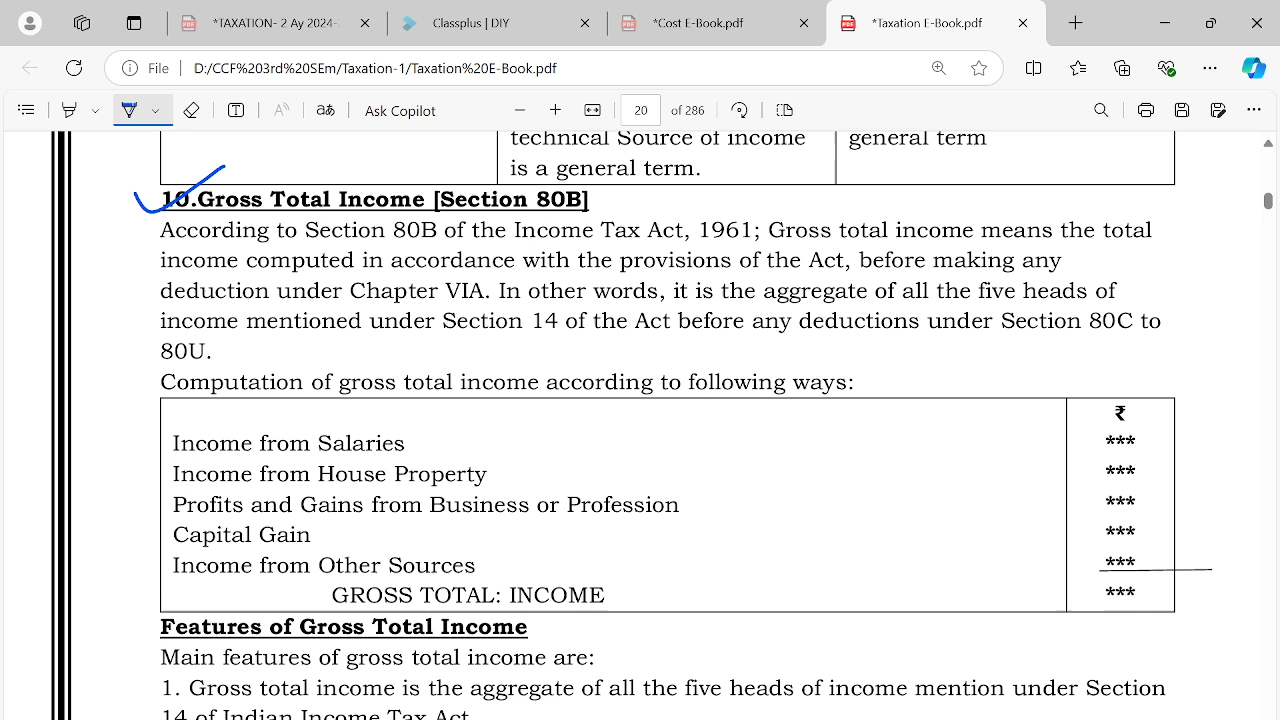 *TAXATION- 2 Ay 2024-
Classplus | DIY
*Cost E-Book.pdf
*Taxation E-Book.pdf
File | D:/CCF%203rd%20SEm/Taxation-1/Taxation%20E-Book.pdf
Ask Copilot
20 of 286
technical Source of income general term
is a general term.
10.Gross Total Income [Section 80B]
According to Section 80B of the Income Tax Act, 1961; Gross total income means the total
income computed in accordance with the provisions of the Act, before making any
deduction under Chapter VIA. In other words, it is the aggregate of all the five heads of
income mentioned under Section 14 of the Act before any deductions under Section 80C to
80U.
Computation of gross total income according to following ways:
₹
Income from Salaries ***
Income from House Property ***
Profits and Gains from Business or Profession ***
Capital Gain ***
Income from Other Sources ***
GROSS TOTAL: INCOME ***
Features of Gross Total Income
Main features of gross total income are:
1. Gross total income is the aggregate of all the five heads of income mention under Section
14 of Indian Income Tax Act